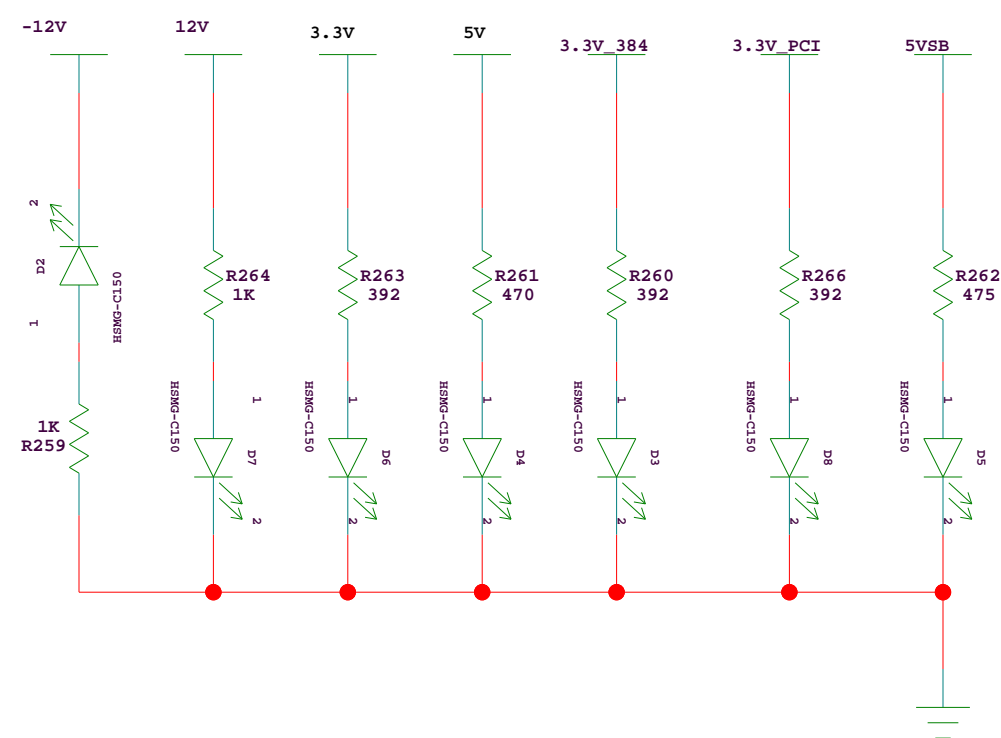 -12V
12V
3.3V
5V
3.3V_384
3.3V_PCI
5VSB
2
D2
1
HSMG-C150
1K
R259
R264
1K
HSMG-C150
1
D7
2
R263
392
HSMG-C150
1
D6
2
R261
470
HSMG-C150
1
D4
2
R260
392
HSMG-C150
1
D3
2
R266
392
HSMG-C150
1
D8
2
R262
475
HSMG-C150
1
D5
2